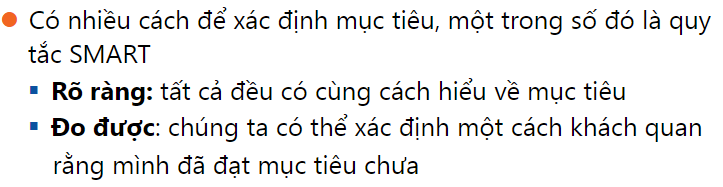 Có nhiều cách để xác định mục tiêu, một trong số đó là quy
tắc SMART
Rõ ràng: tất cả đều có cùng cách hiểu về mục tiêu
Đo được: chúng ta có thể xác định một cách khách quan
rằng mình đã đạt mục tiêu chưa